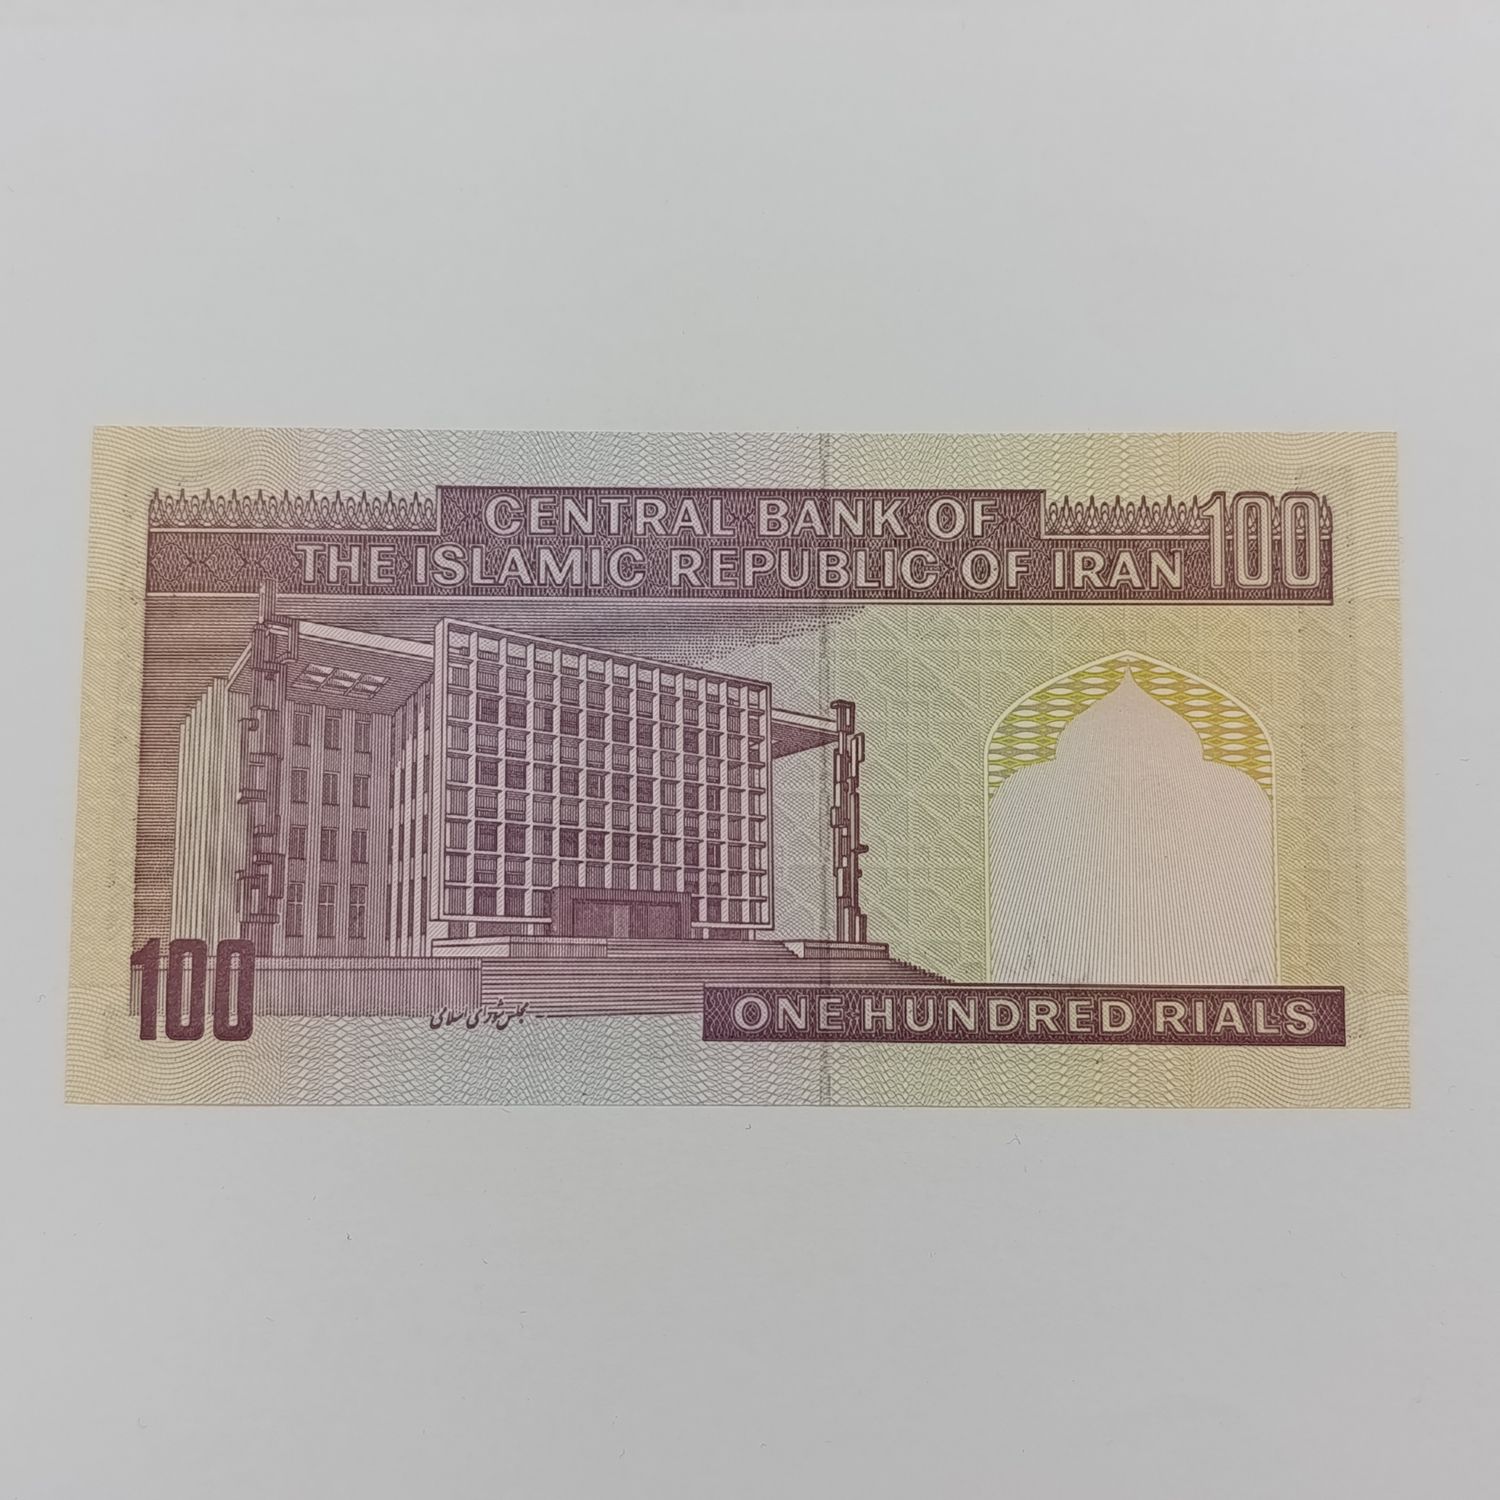 CENTRAL BANK OF
THE ISLAMIC REPUBLIC OF IRAN
100
100
مجلس شورای اسلامی
ONE HUNDRED RIALS